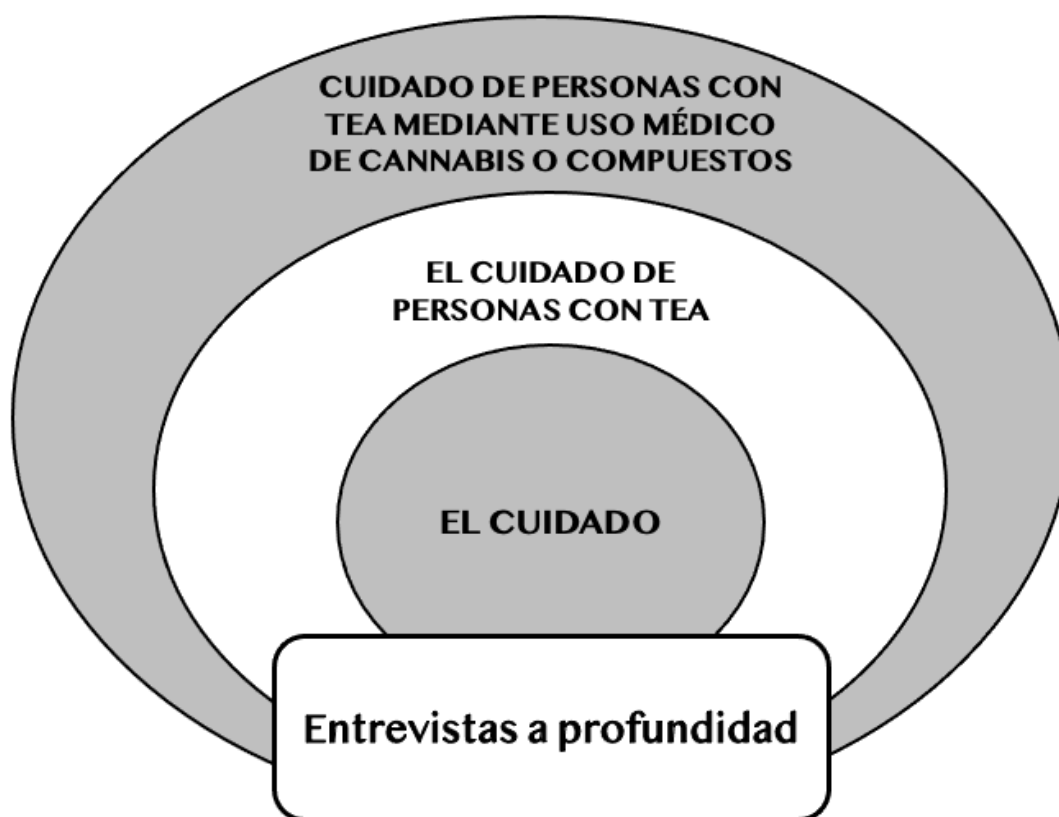 CUIDADO DE PERSONAS CON
TEA MEDIANTE USO MÉDICO
DE CANNABIS O COMPUESTOS
EL CUIDADO DE
PERSONAS CON TEA
EL CUIDADO
Entrevistas a profundidad